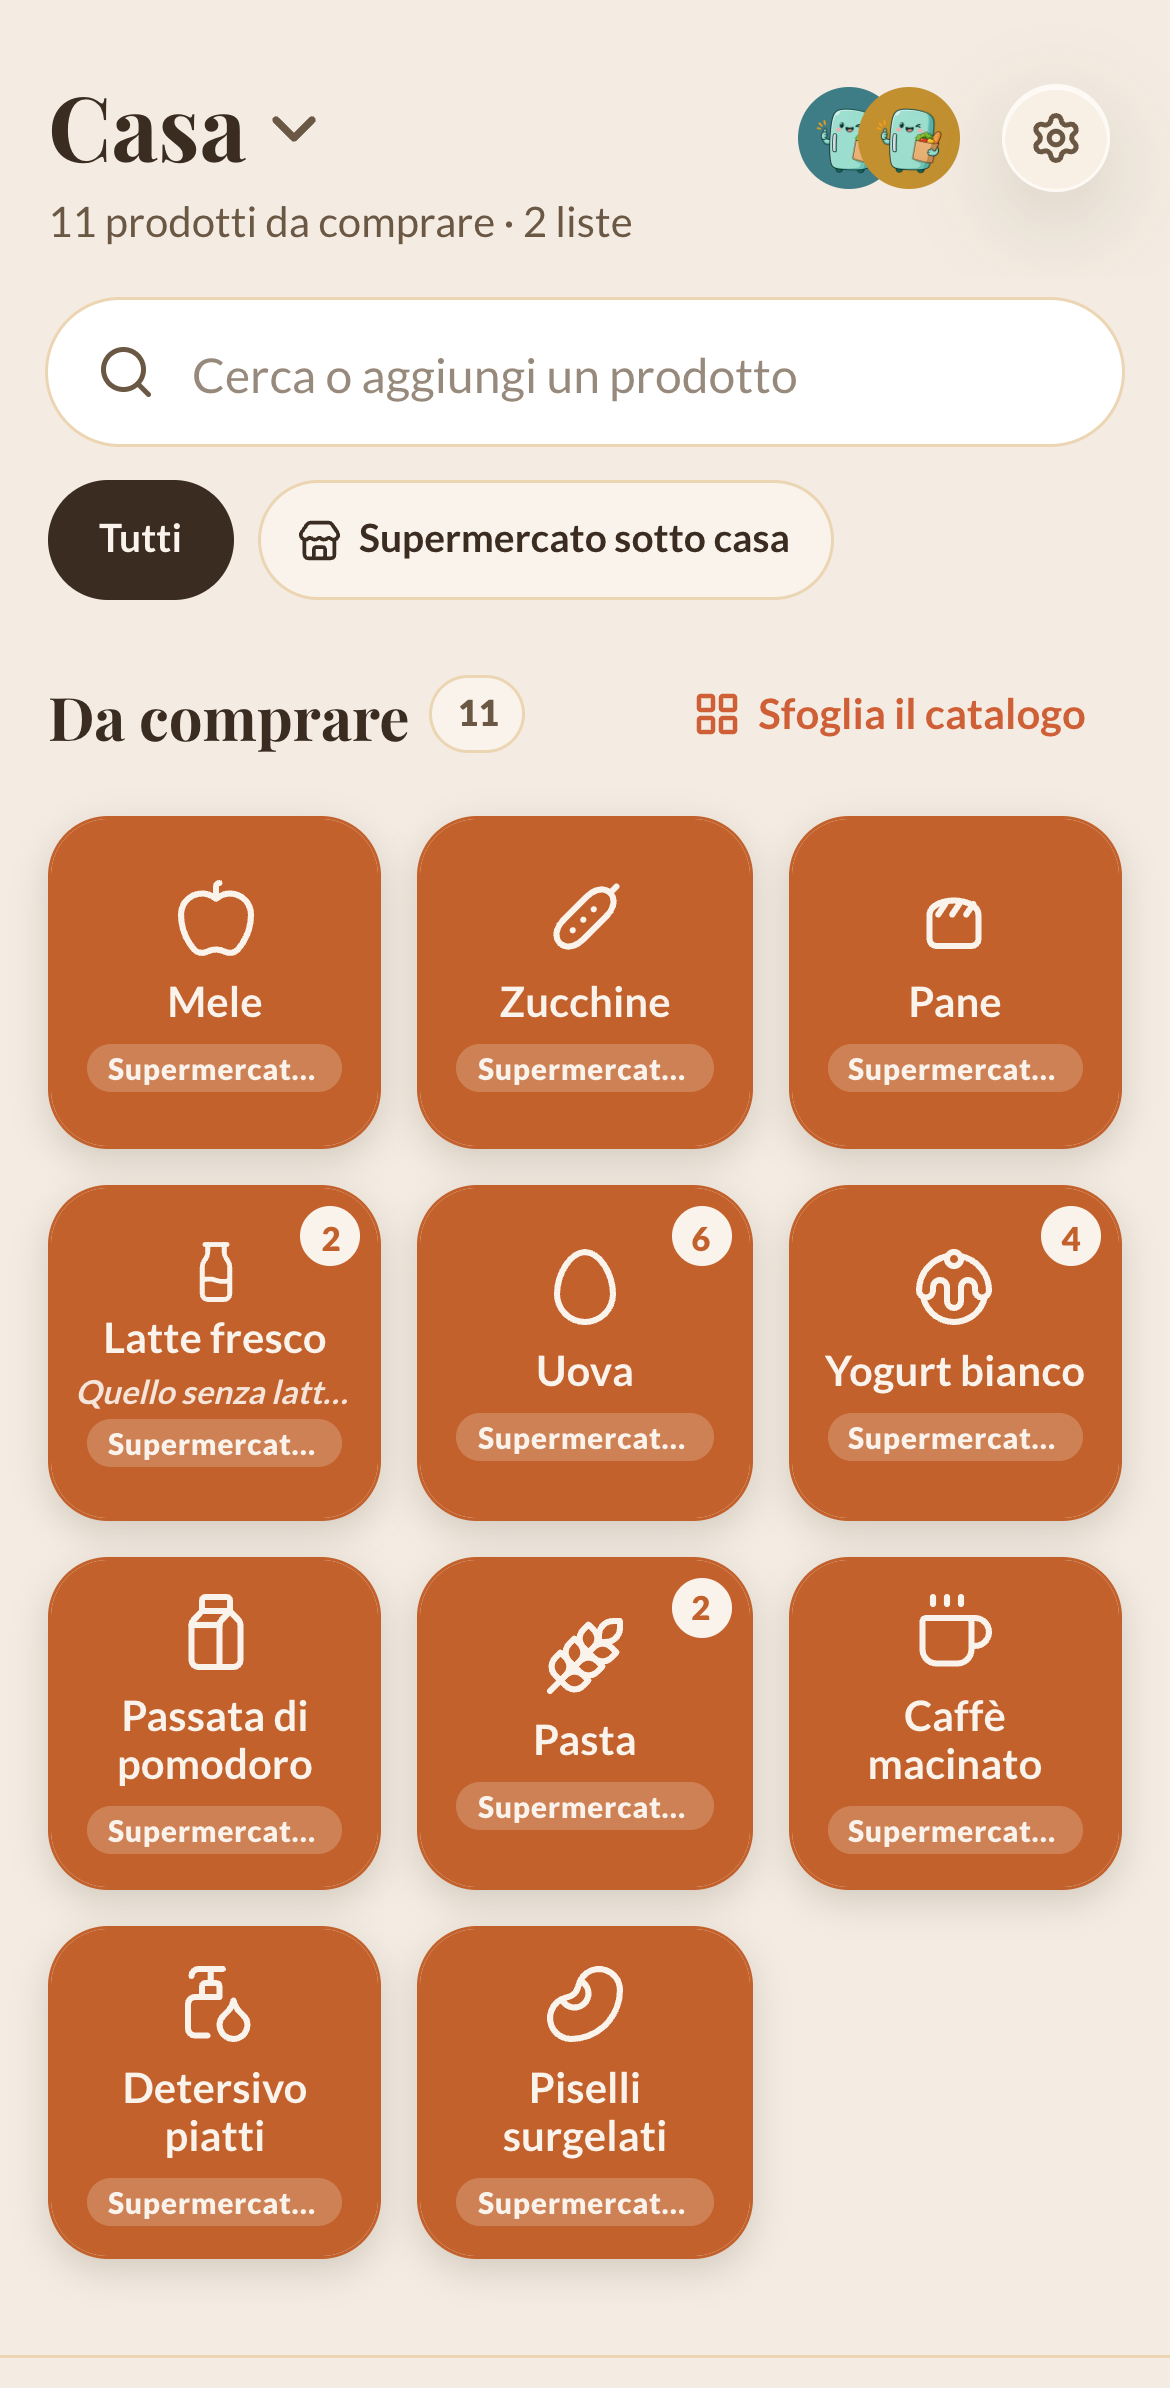 Casa
11 prodotti da comprare · 2 liste
Cerca o aggiungi un prodotto
Tutti
Supermercato sotto casa
Da comprare
11
Sfoglia il catalogo
Mele
Supermercat...
Zucchine
Supermercat...
Pane
Supermercat...
2
Latte fresco
Quello senza latt...
Supermercat...
6
Uova
Supermercat...
4
Yogurt bianco
Supermercat...
Passata di
pomodoro
Supermercat...
2
Pasta
Supermercat...
Caffè
macinato
Supermercat...
Detersivo
piatti
Supermercat...
Piselli
surgelati
Supermercat...